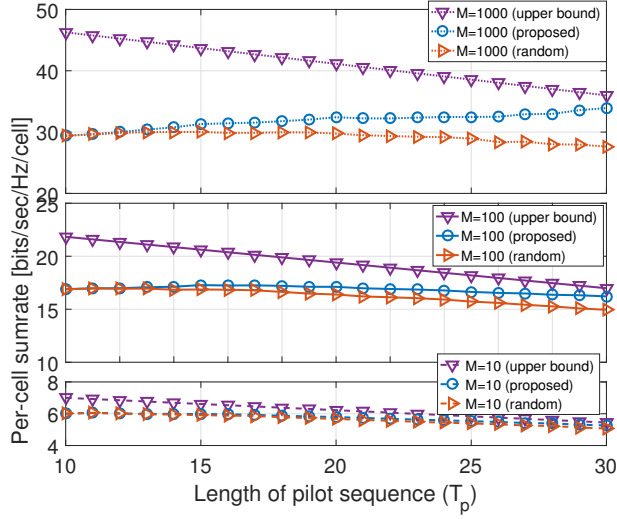 50
40
30
20
M=1000 (upper bound)
M=1000 (proposed)
M=1000 (random)
25
20
15
10
M=100 (upper bound)
M=100 (proposed)
M=100 (random)
8
6
4
M=10 (upper bound)
M=10 (proposed)
M=10 (random)
10 15 20 25 30
Length of pilot sequence (T_p)
Per-cell sumrate [bits/sec/Hz/cell]